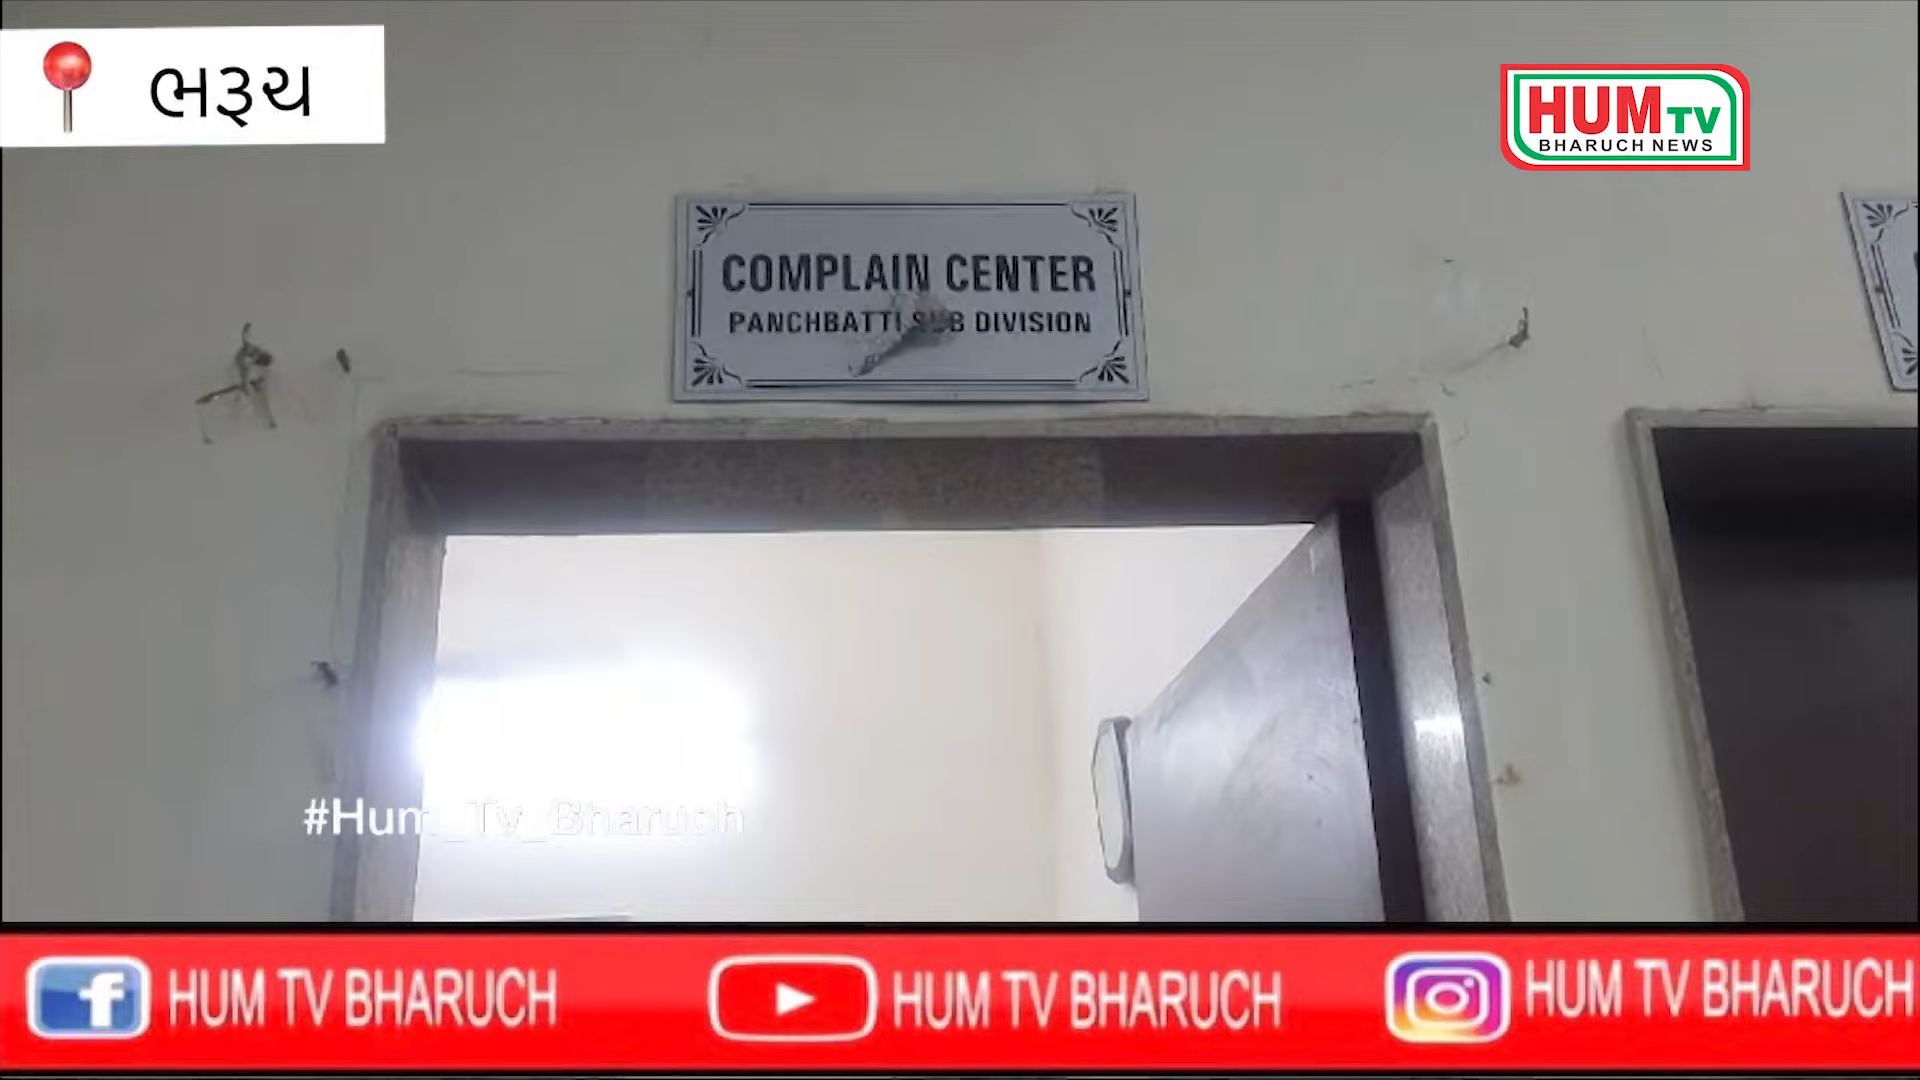 ભરૂચ
HUM TV
BHARUCH NEWS
COMPLAIN CENTER
PANCHBATTI SUB DIVISION
#Hum_Tv_Bharuch
HUM TV BHARUCH
HUM TV BHARUCH
HUM TV BHARUCH